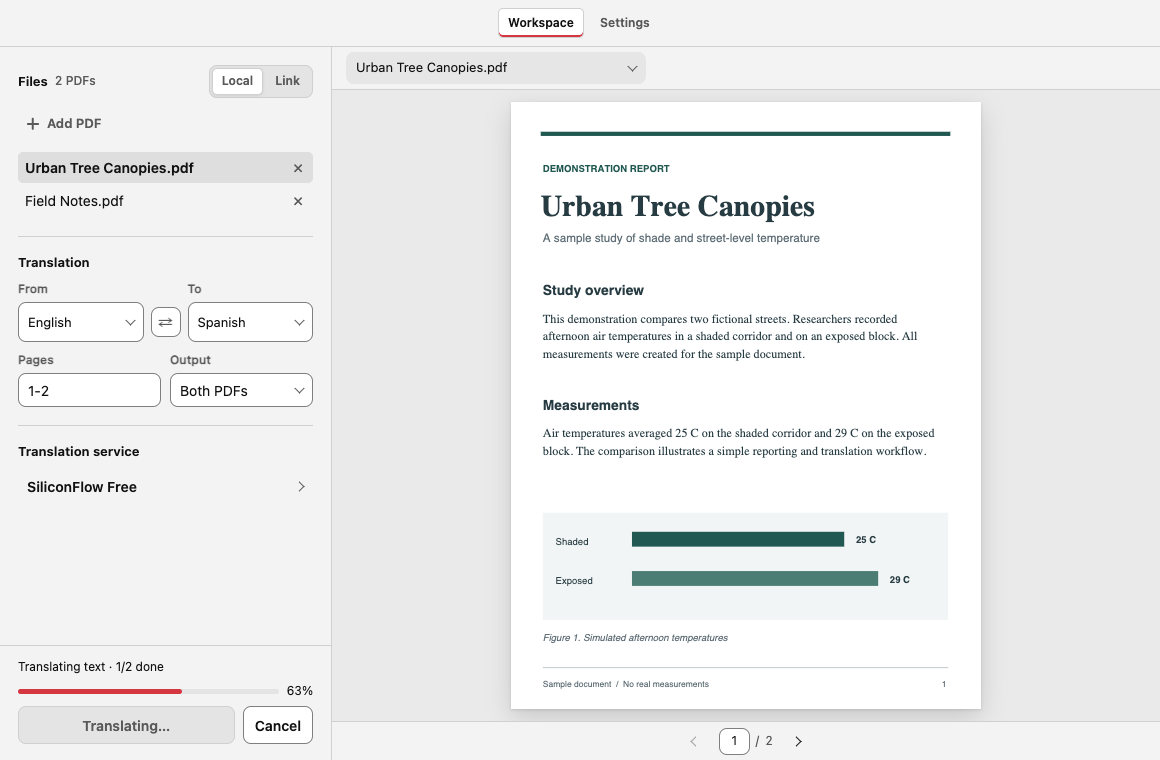 Workspace
Settings
Files 2 PDFs
Local
Link
Add PDF
Urban Tree Canopies.pdf
Field Notes.pdf
Translation
From
To
English
Spanish
Pages
Output
1-2
Both PDFs
Translation service
SiliconFlow Free
Translating text · 1/2 done
63%
Translating...
Cancel
Urban Tree Canopies.pdf
DEMONSTRATION REPORT
Urban Tree Canopies
A sample study of shade and street-level temperature
Study overview
This demonstration compares two fictional streets. Researchers recorded
afternoon air temperatures in a shaded corridor and on an exposed block. All
measurements were created for the sample document.
Measurements
Air temperatures averaged 25 C on the shaded corridor and 29 C on the exposed
block. The comparison illustrates a simple reporting and translation workflow.
Shaded
25 C
Exposed
29 C
Figure 1. Simulated afternoon temperatures
Sample document / No real measurements
1
1 / 2